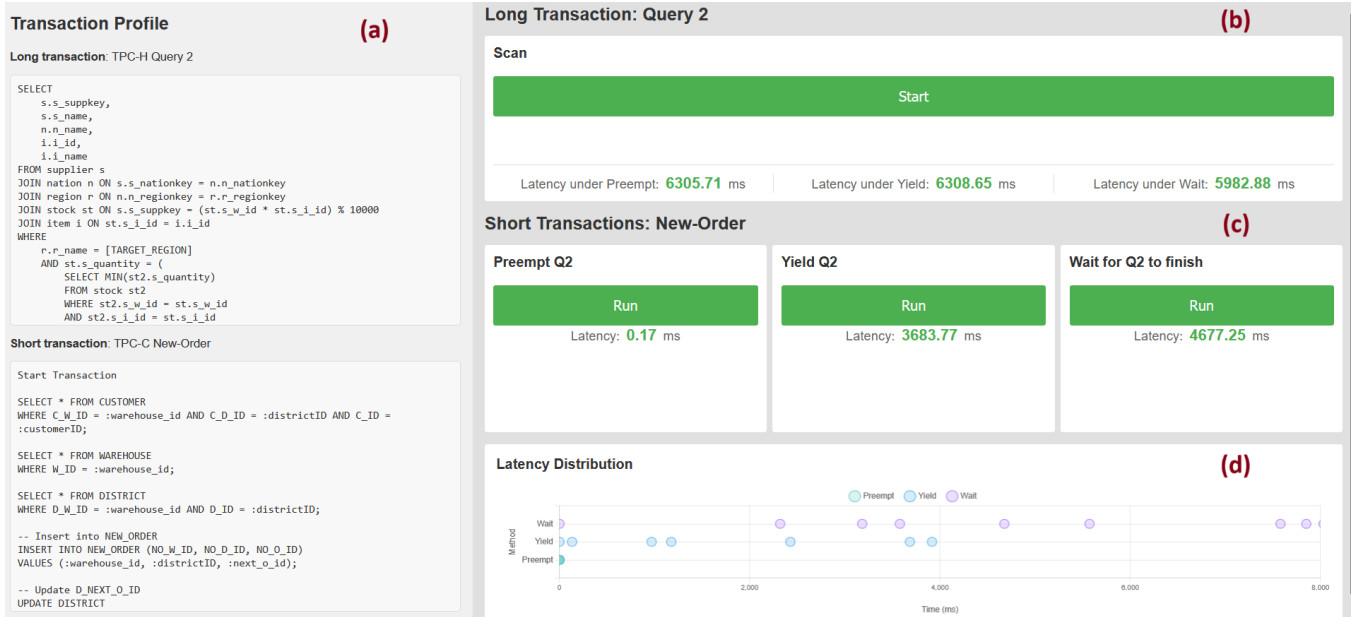 Transaction Profile
(a)
Long transaction: TPC-H Query 2
SELECT
s.s_suppkey,
s.s_name,
n.n_name,
i.i_id,
i.i_name
FROM supplier s
JOIN nation n ON s.s_nationkey = n.n_nationkey
JOIN region r ON n.n_regionkey = r.r_regionkey
JOIN stock st ON s.s_suppkey = (st.s_w_id * st.s_i_id) % 10000
JOIN item i ON st.s_i_id = i.i_id
WHERE
r.r_name = [TARGET_REGION]
AND st.s_quantity = (
SELECT MIN(st2.s_quantity)
FROM stock st2
WHERE st2.s_w_id = st.s_w_id
AND st2.s_i_id = st.s_i_id
Short transaction: TPC-C New-Order
Start Transaction
SELECT * FROM CUSTOMER
WHERE C_W_ID = :warehouse_id AND C_D_ID = :districtID AND C_ID =
:customerID;
SELECT * FROM WAREHOUSE
WHERE W_ID = :warehouse_id;
SELECT * FROM DISTRICT
WHERE D_W_ID = :warehouse_id AND D_ID = :districtID;
-- Insert into NEW_ORDER
INSERT INTO NEW_ORDER (NO_W_ID, NO_D_ID, NO_O_ID)
VALUES (:warehouse_id, :districtID, :next_o_id);
-- Update D_NEXT_O_ID
UPDATE DISTRICT
Long Transaction: Query 2
(b)
Scan
Start
Latency under Preempt: 6305.71 ms
Latency under Yield: 6308.65 ms
Latency under Wait: 5982.88 ms
Short Transactions: New-Order
(c)
Preempt Q2
Run
Latency: 0.17 ms
Yield Q2
Run
Latency: 3683.77 ms
Wait for Q2 to finish
Run
Latency: 4677.25 ms
Latency Distribution
(d)
Preempt Yield Wait
Method
Wait
Yield
Preempt
0 2,000 4,000 6,000 8,000
Time (ms)